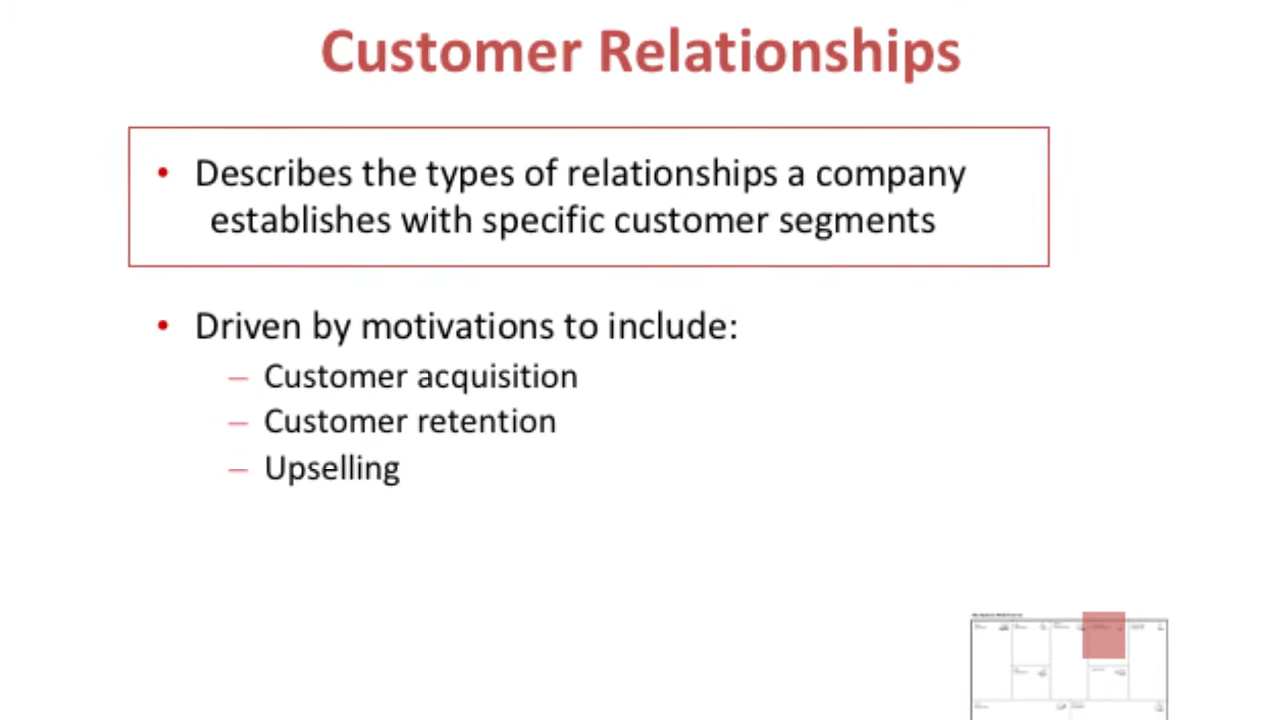 Customer Relationships
• Describes the types of relationships a company
establishes with specific customer segments
• Driven by motivations to include:
– Customer acquisition
– Customer retention
– Upselling